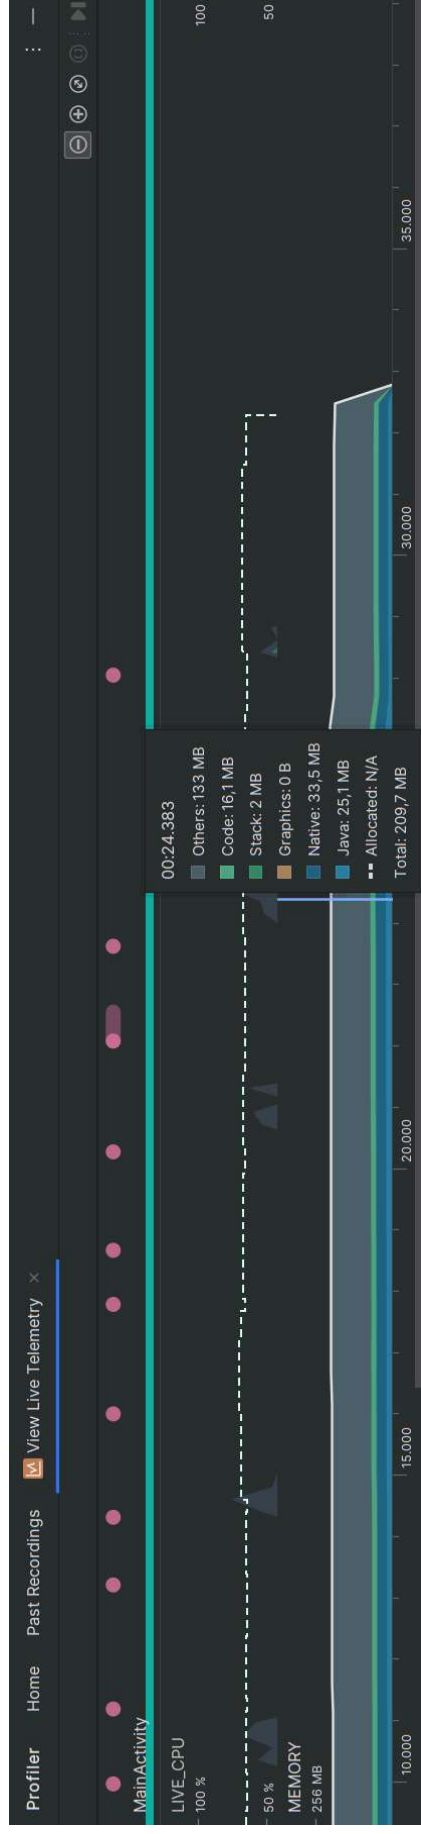 Profiler Home Past Recordings View Live Telemetry ×
MainActivity
LIVE_CPU
100 % 100
50 % 50
MEMORY
256 MB
00:24.383
Others: 133 MB
Code: 16,1 MB
Stack: 2 MB
Graphics: 0 B
Native: 33,5 MB
Java: 25,1 MB
Allocated: N/A
Total: 209,7 MB
10.000 15.000 20.000 30.000 35.000